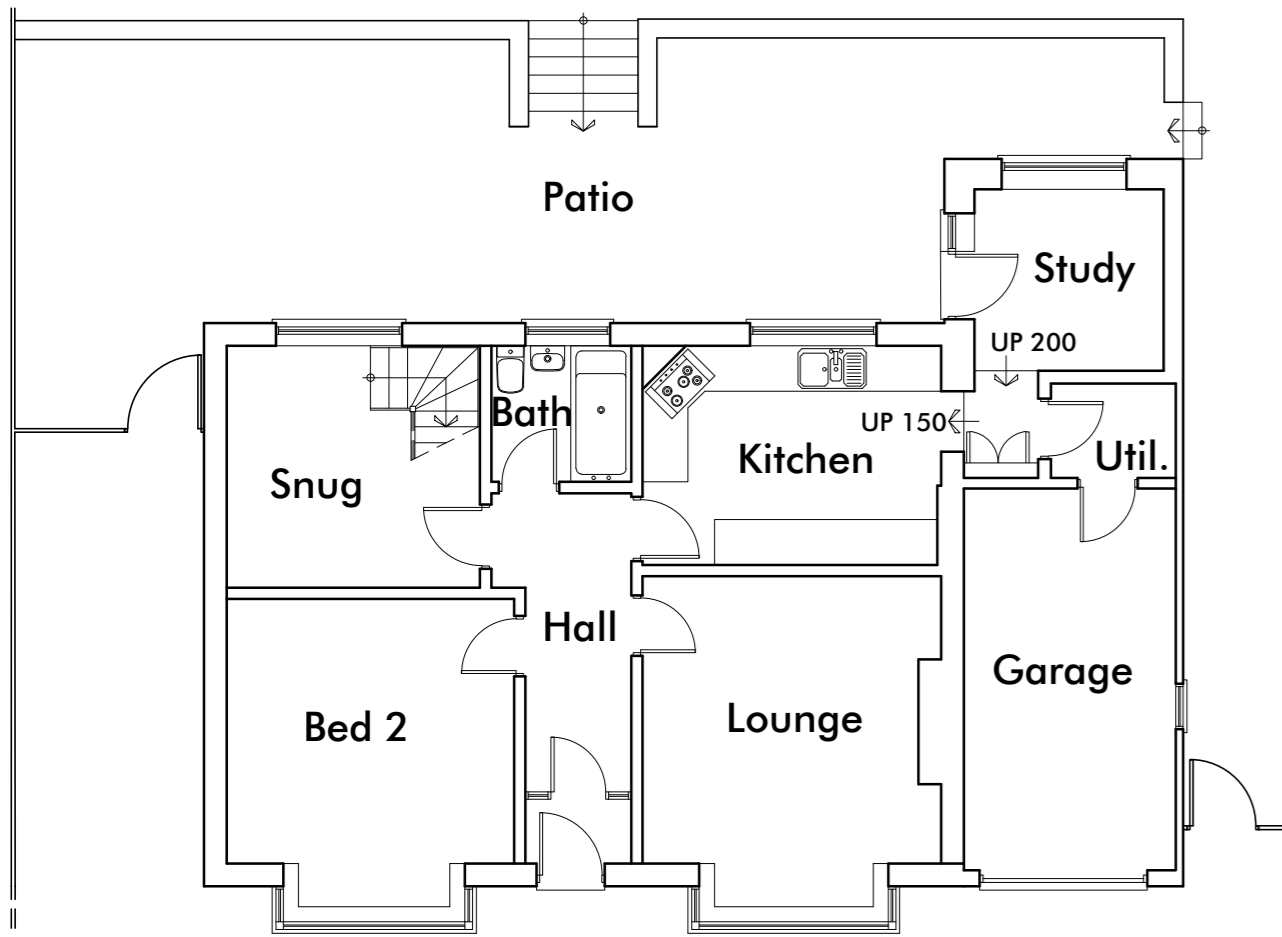 Patio
Study
UP 200
Bath
UP 150
Kitchen
Util.
Snug
Hall
Garage
Bed 2
Lounge